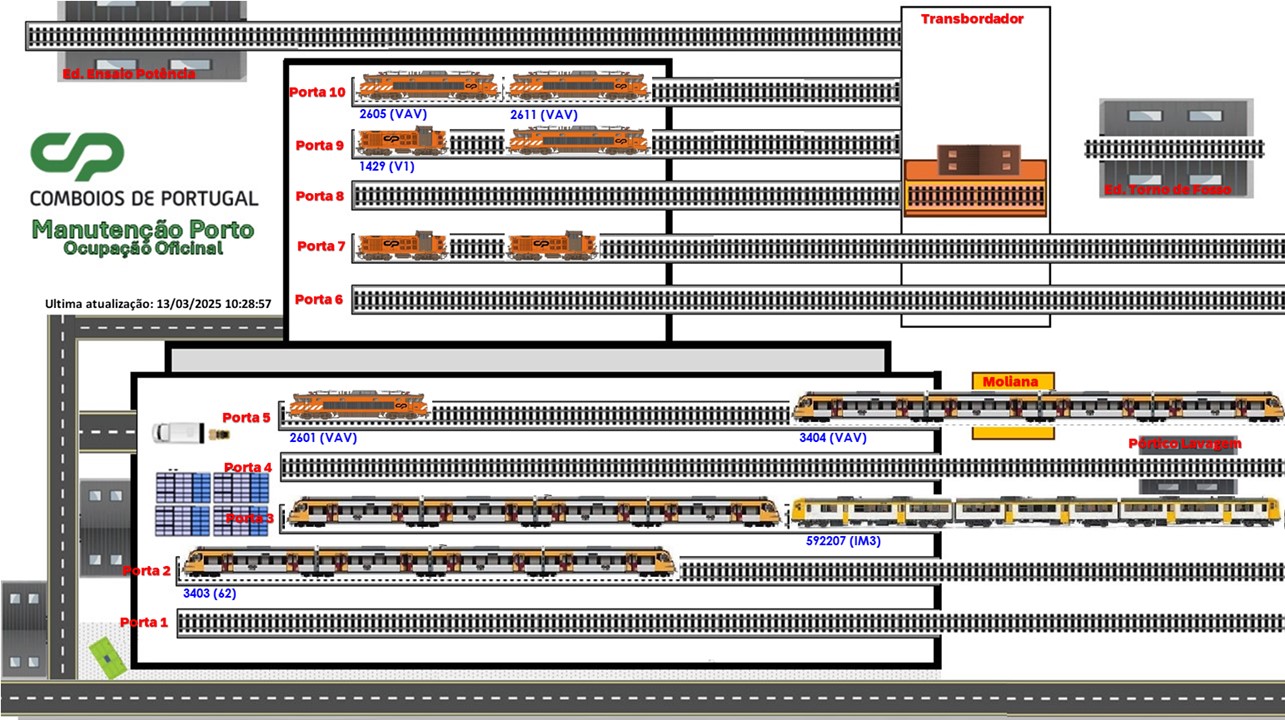 Transbordador
Ed. Ensaio Potência
Porta 10
2605 (VAV)
2611 (VAV)
cp
COMBOIOS DE PORTUGAL
Manutenção Porto
Ocupação Oficinal
Porta 9
1429 (V1)
Porta 8
Ed. Torno de Fosso
Porta 7
Porta 6
Ultima atualização: 13/03/2025 10:28:57
Moliana
Porta 5
2601 (VAV)
3404 (VAV)
Pórtico Lavagem
Porta 4
Porta 3
592207 (IM3)
Porta 2
3403 (62)
Porta 1